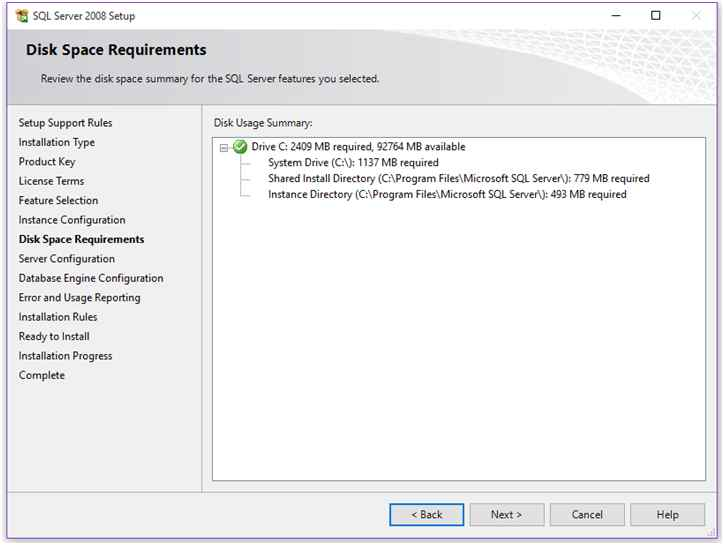 SQL Server 2008 Setup
Disk Space Requirements
Review the disk space summary for the SQL Server features you selected.
Setup Support Rules
Installation Type
Product Key
License Terms
Feature Selection
Instance Configuration
Disk Space Requirements
Server Configuration
Database Engine Configuration
Error and Usage Reporting
Installation Rules
Ready to Install
Installation Progress
Complete
Disk Usage Summary:
Drive C: 2409 MB required, 92764 MB available
System Drive (C:\): 1137 MB required
Shared Install Directory (C:\Program Files\Microsoft SQL Server\): 779 MB required
Instance Directory (C:\Program Files\Microsoft SQL Server\): 493 MB required
< Back
Next >
Cancel
Help